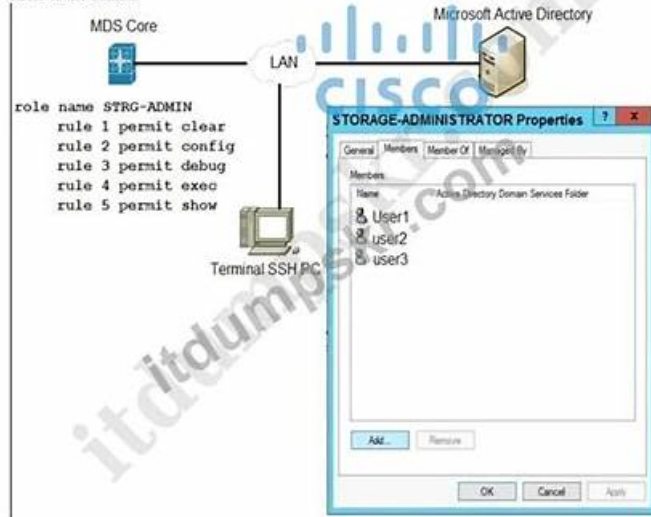 MDS Core
Microsoft Active Directory
LAN
CISCO
role name STRG-ADMIN
rule 1 permit clear
rule 2 permit config
rule 3 permit debug
rule 4 permit exec
rule 5 permit show
Terminal SSH PC
STORAGE-ADMINISTRATOR Properties ? X
General Members Member Of Managed By
Members
Name Active Directory Domain Services Folder
User1
user2
user3
Add... Remove
OK Cancel Apply
itdumpskr.com